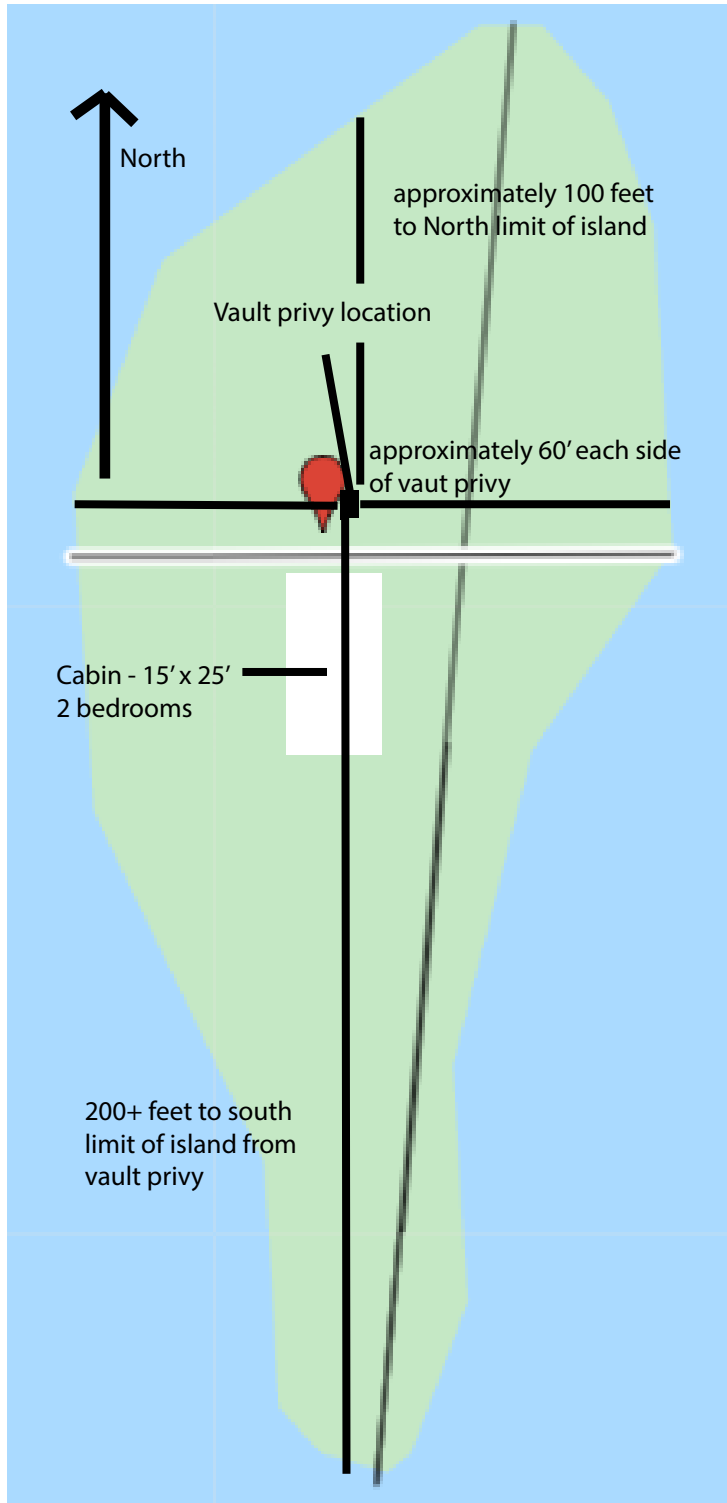 North
approximately 100 feet
to North limit of island
Vault privy location
approximately 60’ each side
of vaut privy
Cabin - 15’ x 25’
2 bedrooms
200+ feet to south
limit of island from
vault privy